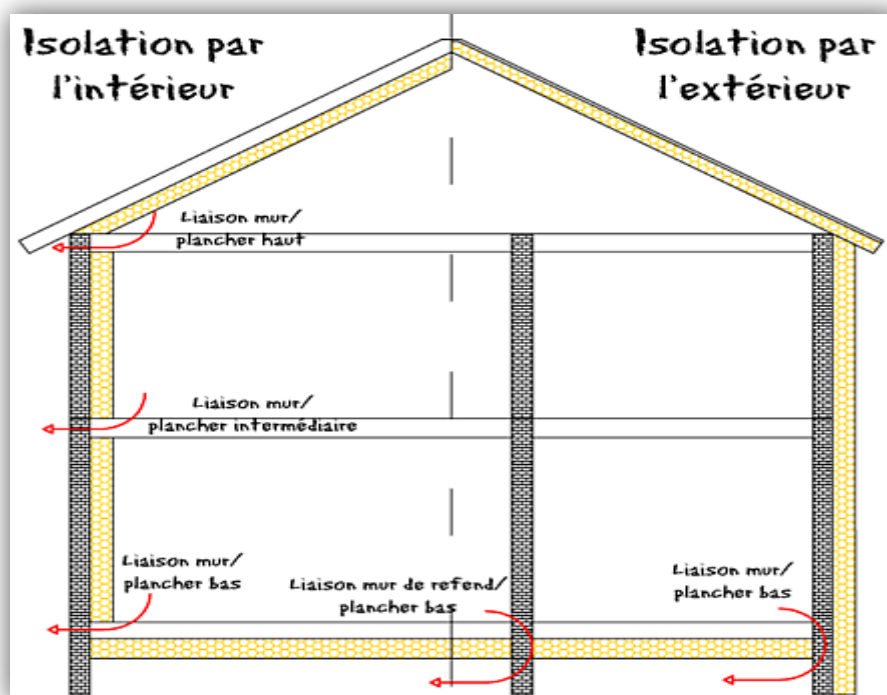 Isolation par
l'intérieur
Isolation par
l'extérieur
Liaison mur/
plancher haut
Liaison mur/
plancher intermédiaire
Liaison mur/
plancher bas
Liaison mur de refend/
plancher bas
Liaison mur/
plancher bas